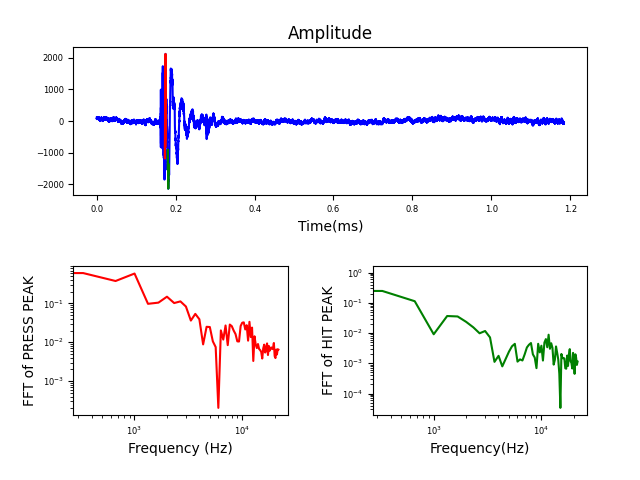 Amplitude
2000
1000
0
−1000
−2000
0.0 0.2 0.4 0.6 0.8 1.0 1.2
Time(ms)
FFT of PRESS PEAK
10⁻¹
10⁻²
10⁻³
10³ 10⁴
Frequency (Hz)
FFT of HIT PEAK
10⁰
10⁻¹
10⁻²
10⁻³
10⁻⁴
10³ 10⁴
Frequency(Hz)